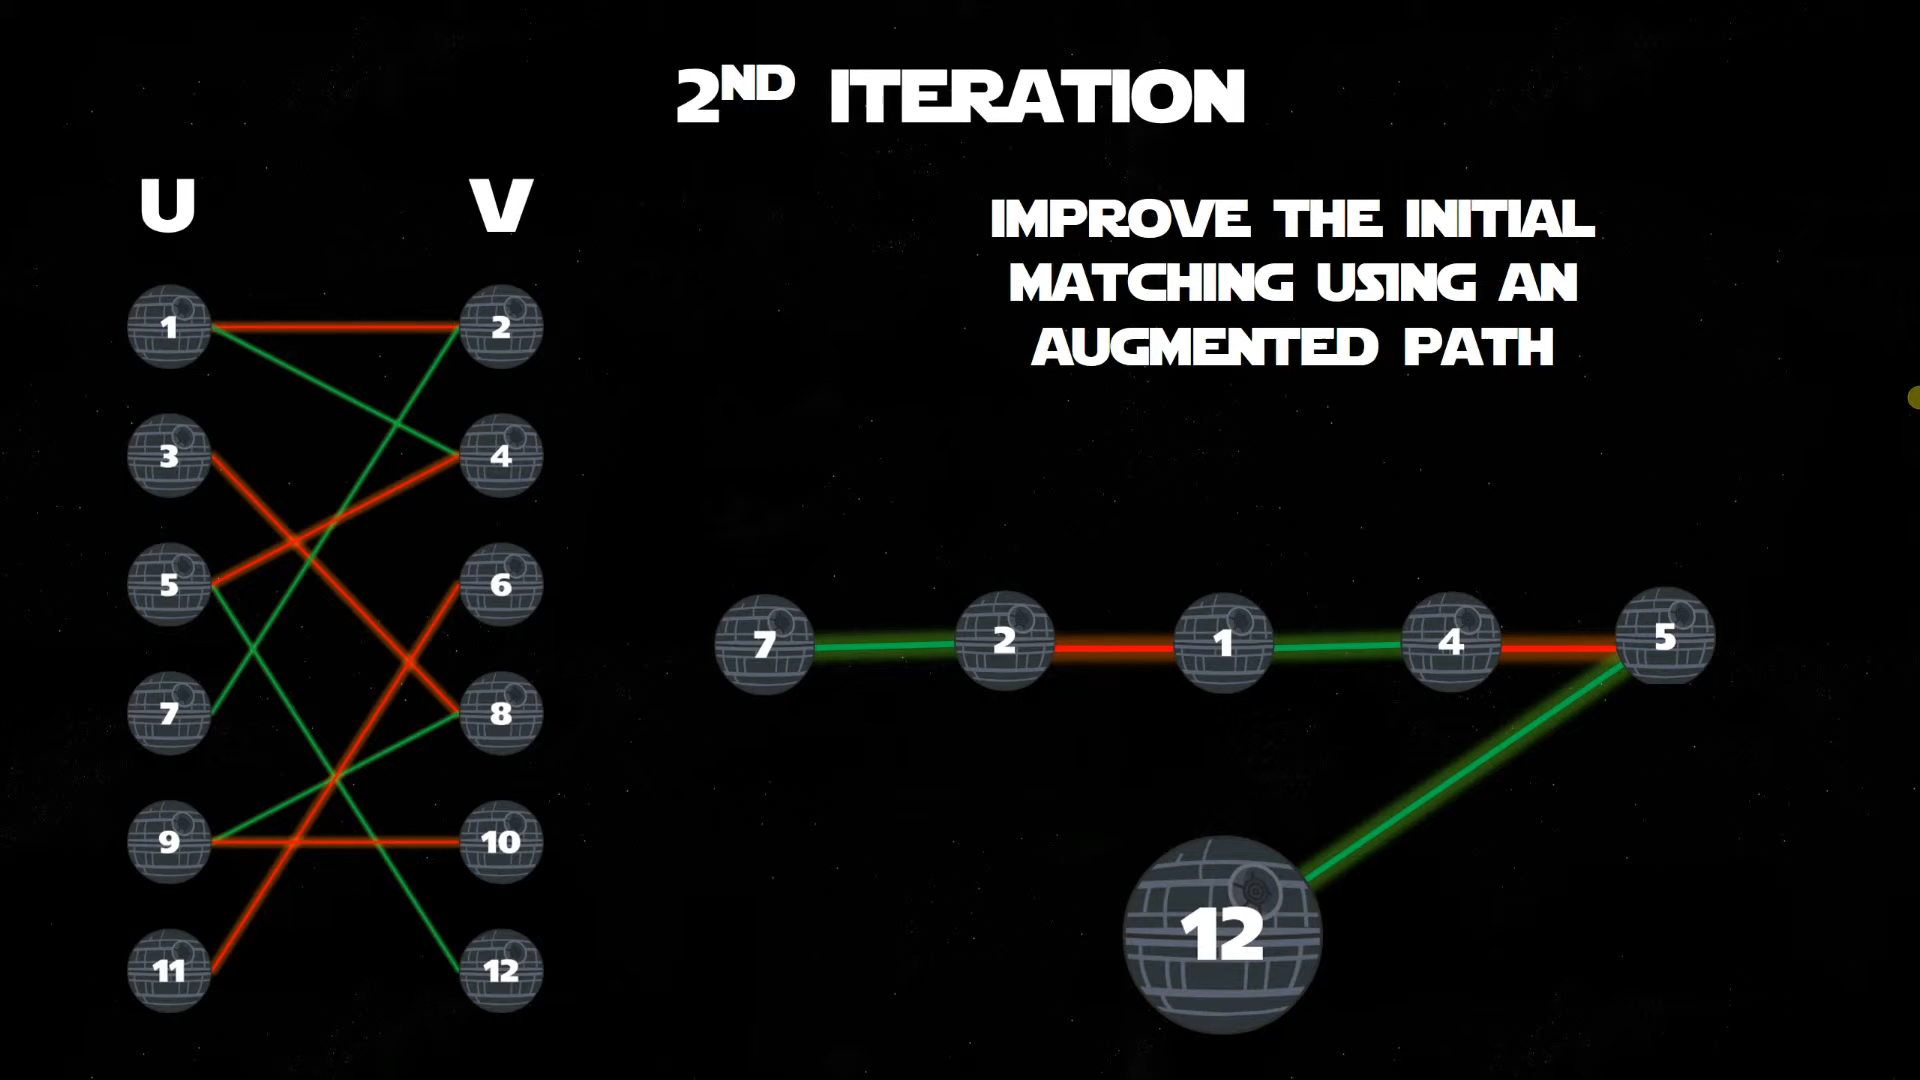 2ND ITERATION
U V
IMPROVE THE INITIAL
MATCHING USING AN
AUGMENTED PATH
1 2
3 4
5 6
7 8
9 10
11 12
7 2 1 4 5
12